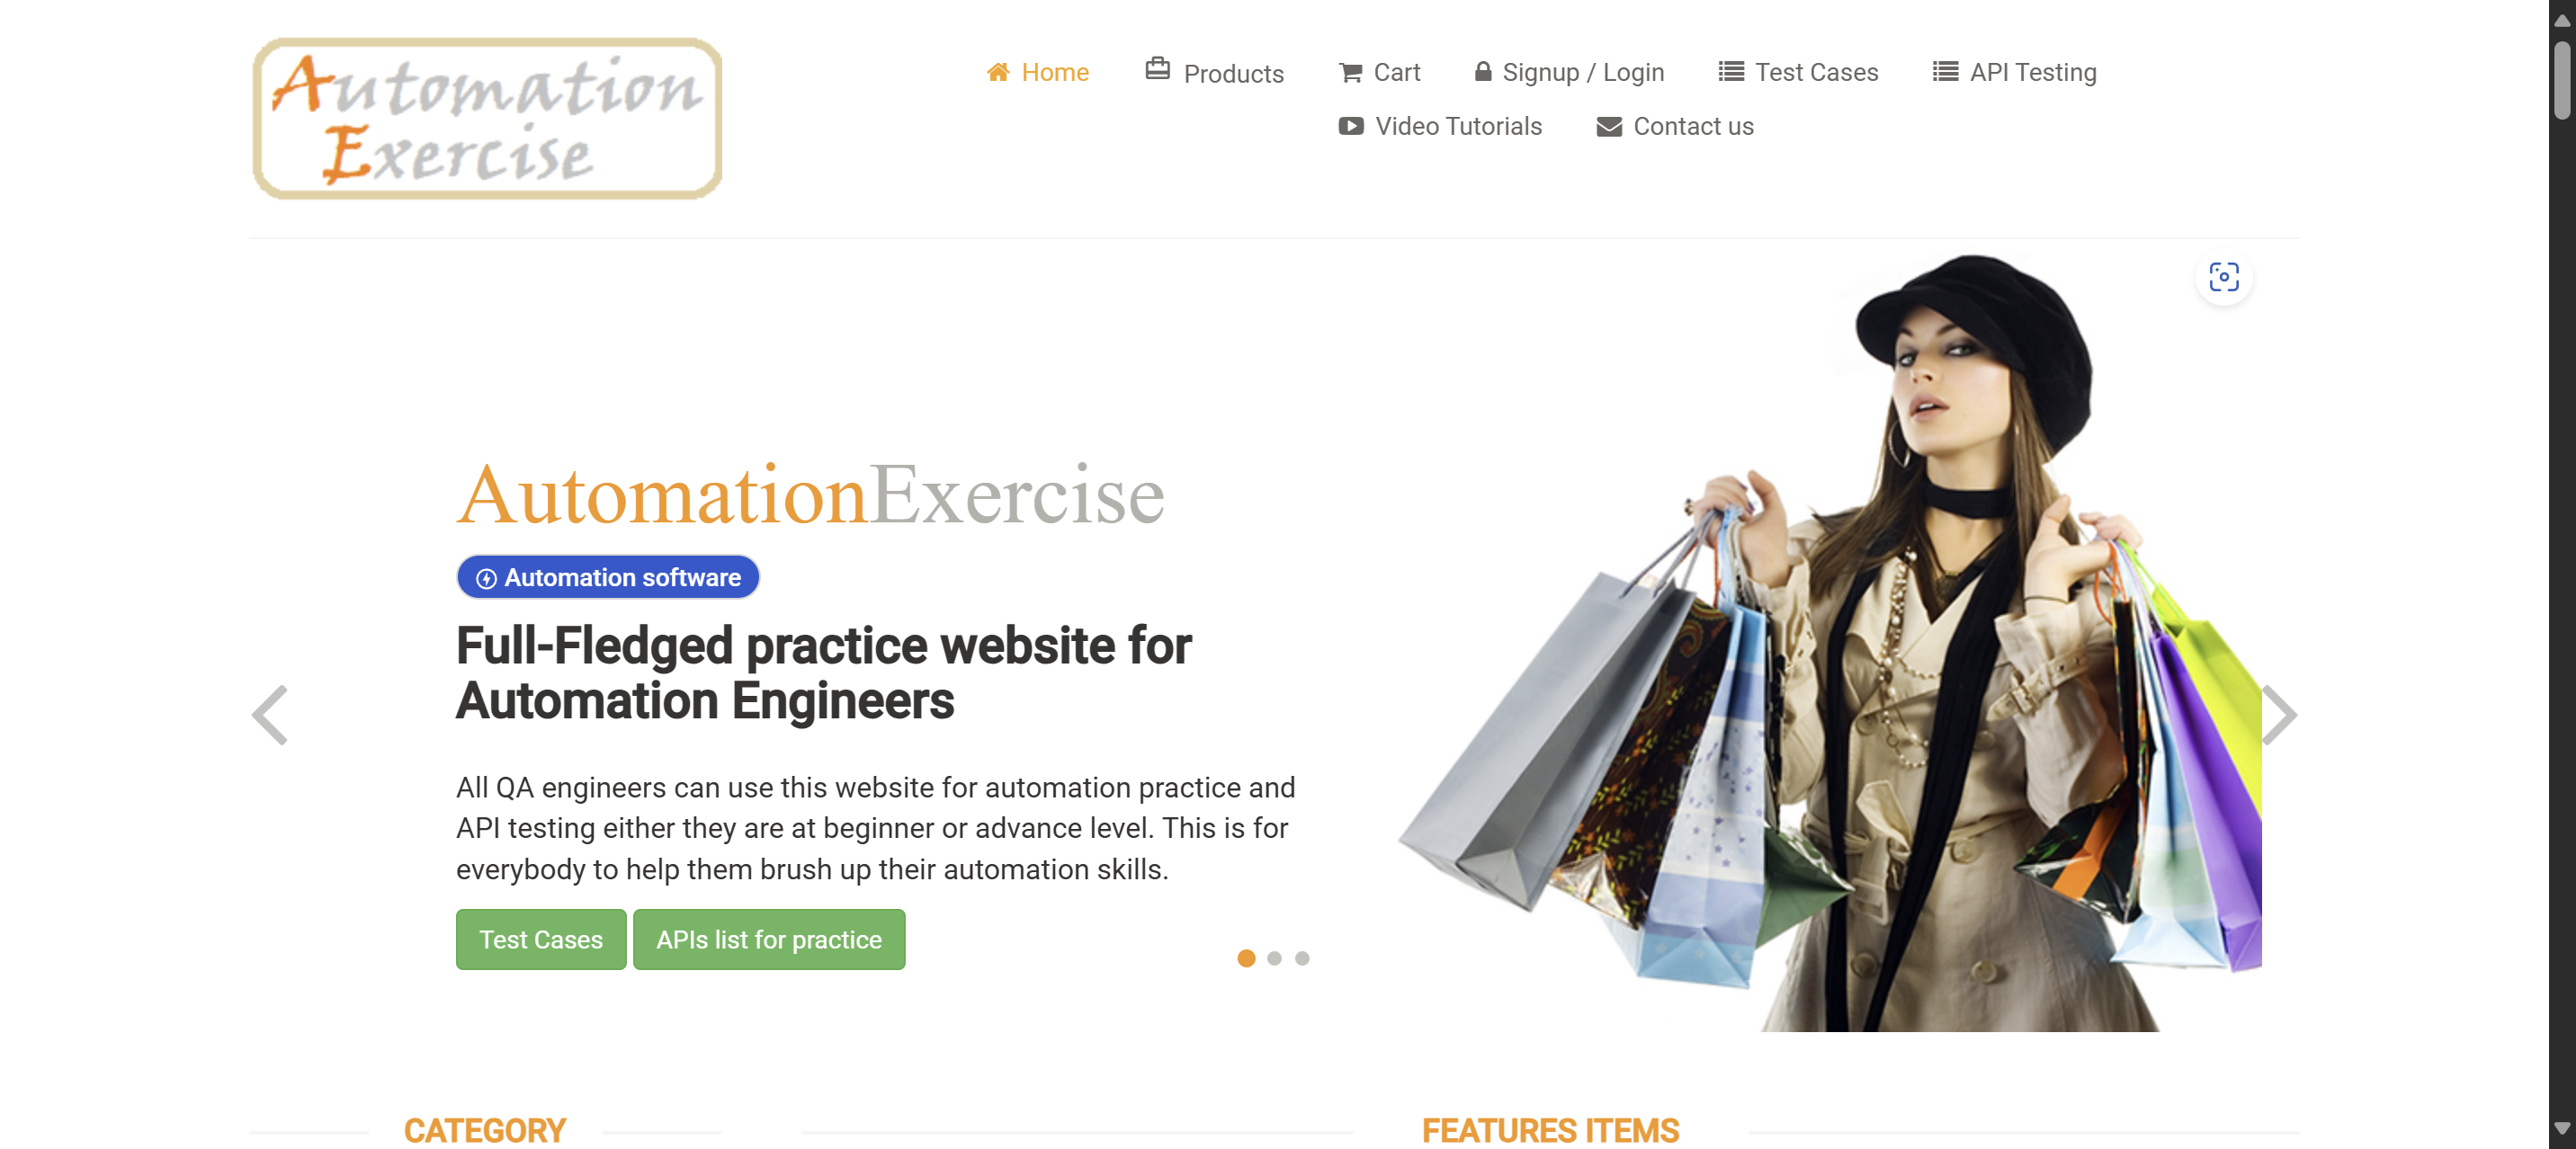 Automation
Exercise
Home
Products
Cart
Signup / Login
Test Cases
API Testing
Video Tutorials
Contact us
AutomationExercise
Automation software
Full-Fledged practice website for
Automation Engineers
All QA engineers can use this website for automation practice and
API testing either they are at beginner or advance level. This is for
everybody to help them brush up their automation skills.
Test Cases
APIs list for practice
CATEGORY
FEATURES ITEMS